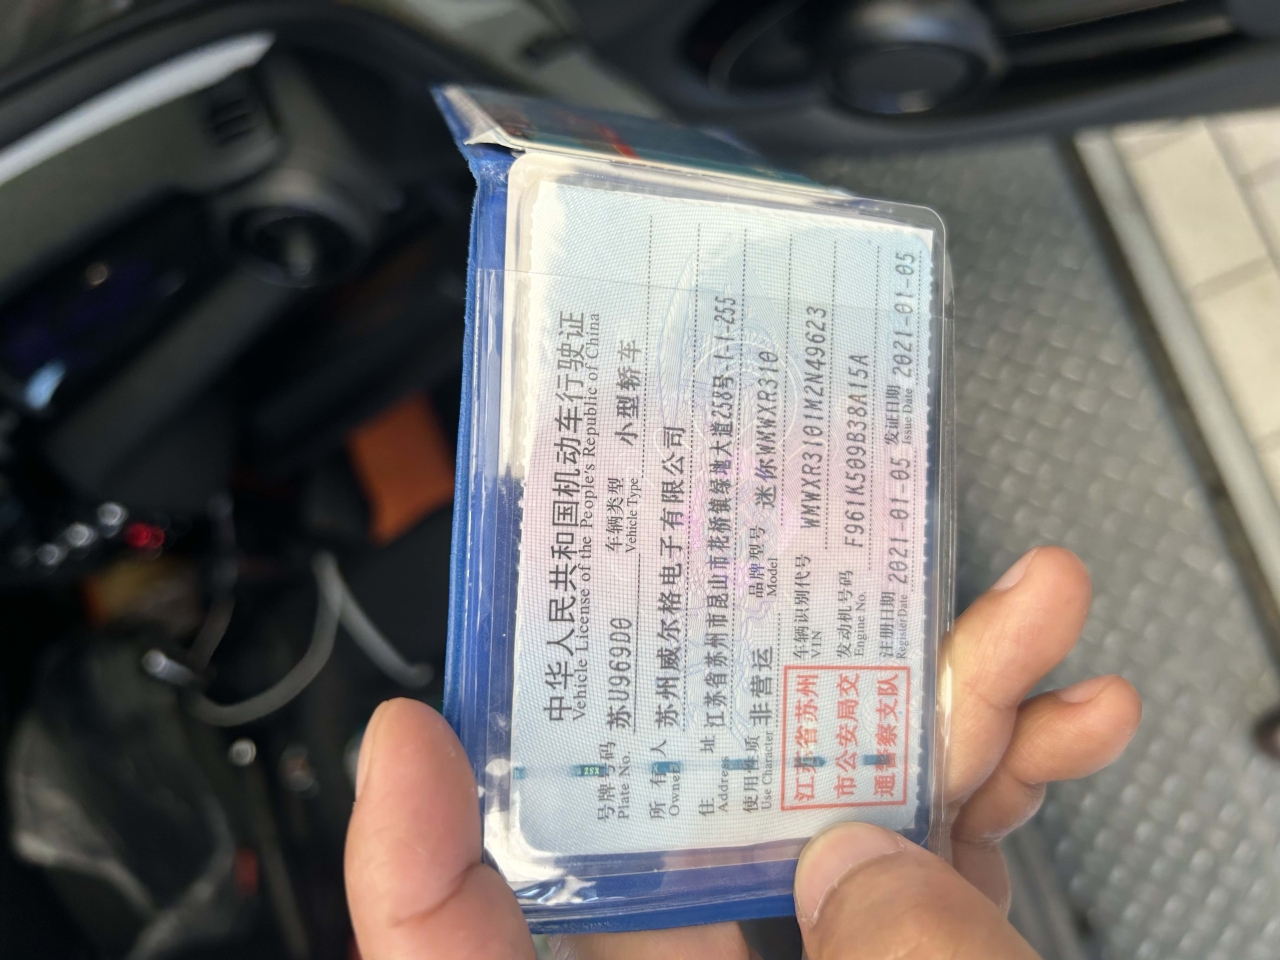 中华人民共和国机动车行驶证
Vehicle License of the People's Republic of China
号牌号码 苏U969D0 车辆类型 小型轿车
Plate No. Vehicle Type
所有人 苏州威尔格电子有限公司
Owner
住址 江苏省苏州市昆山市花桥镇绿地大道258号-1-1-255
Address
使用性质 非营运 品牌型号 迷你WMWXR310
Use Character Model
江苏省苏州
市公安局交
通警察支队
车辆识别代号 WMWXR3101M2N49623
VIN
发动机号码 F961K509B38A15A
Engine No.
注册日期 2021-01-05 发证日期 2021-01-05
Register Date Issue Date